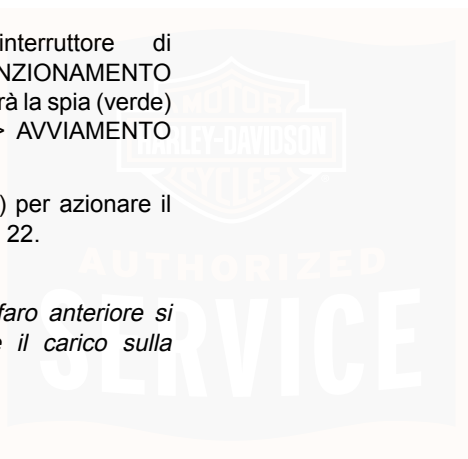 interruttore di
NZIONAMENTO
rà la spia (verde)
> AVVIAMENTO
) per azionare il
22.
faro anteriore si
e il carico sulla
MOTOR
HARLEY-DAVIDSON
CYCLES
AUTHORIZED
SERVICE